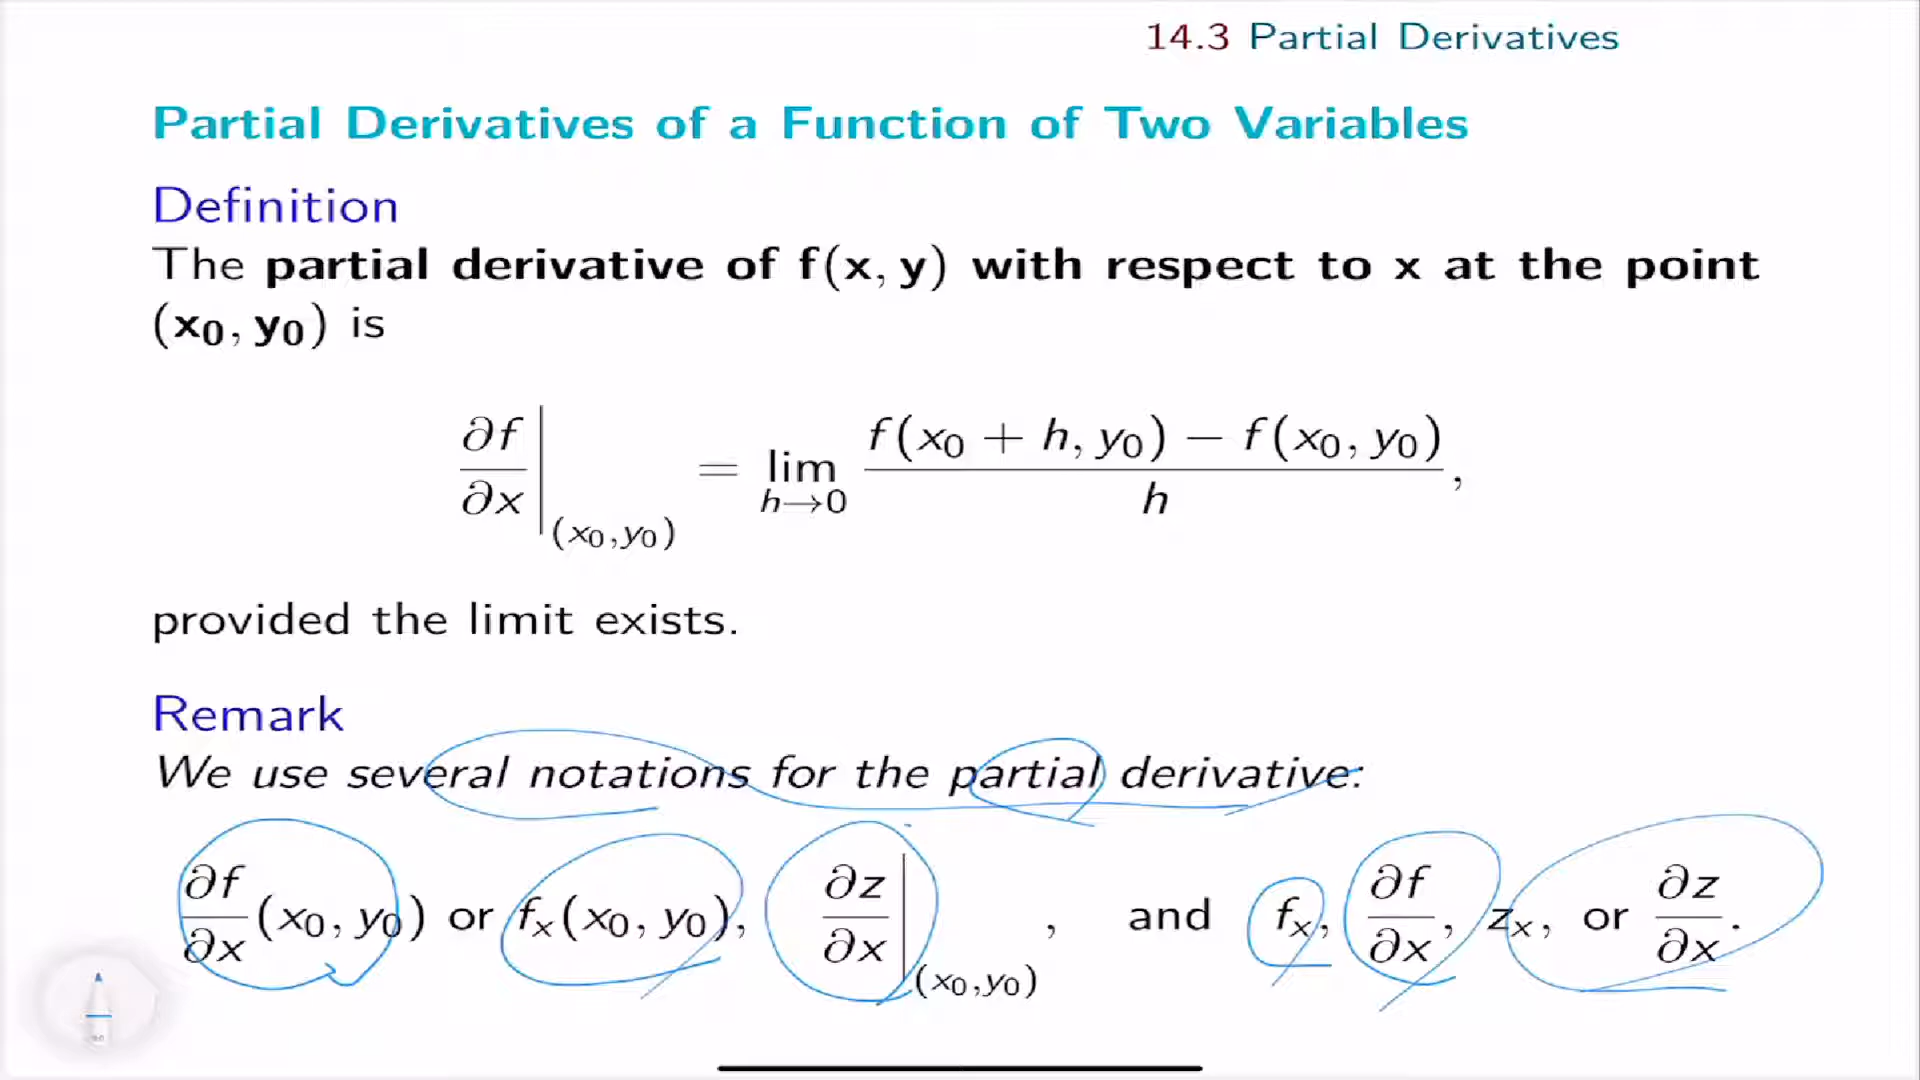 14.3 Partial Derivatives
Partial Derivatives of a Function of Two Variables
Definition
The partial derivative of f(x, y) with respect to x at the point
(x₀, y₀) is
∂f/∂x|(x₀,y₀) = lim h→0 f(x₀ + h, y₀) − f(x₀, y₀)/h,
provided the limit exists.
Remark
We use several notations for the partial derivative:
∂f/∂x(x₀, y₀) or fₓ(x₀, y₀), ∂z/∂x|(x₀,y₀), and fₓ, ∂f/∂x, zₓ, or ∂z/∂x.